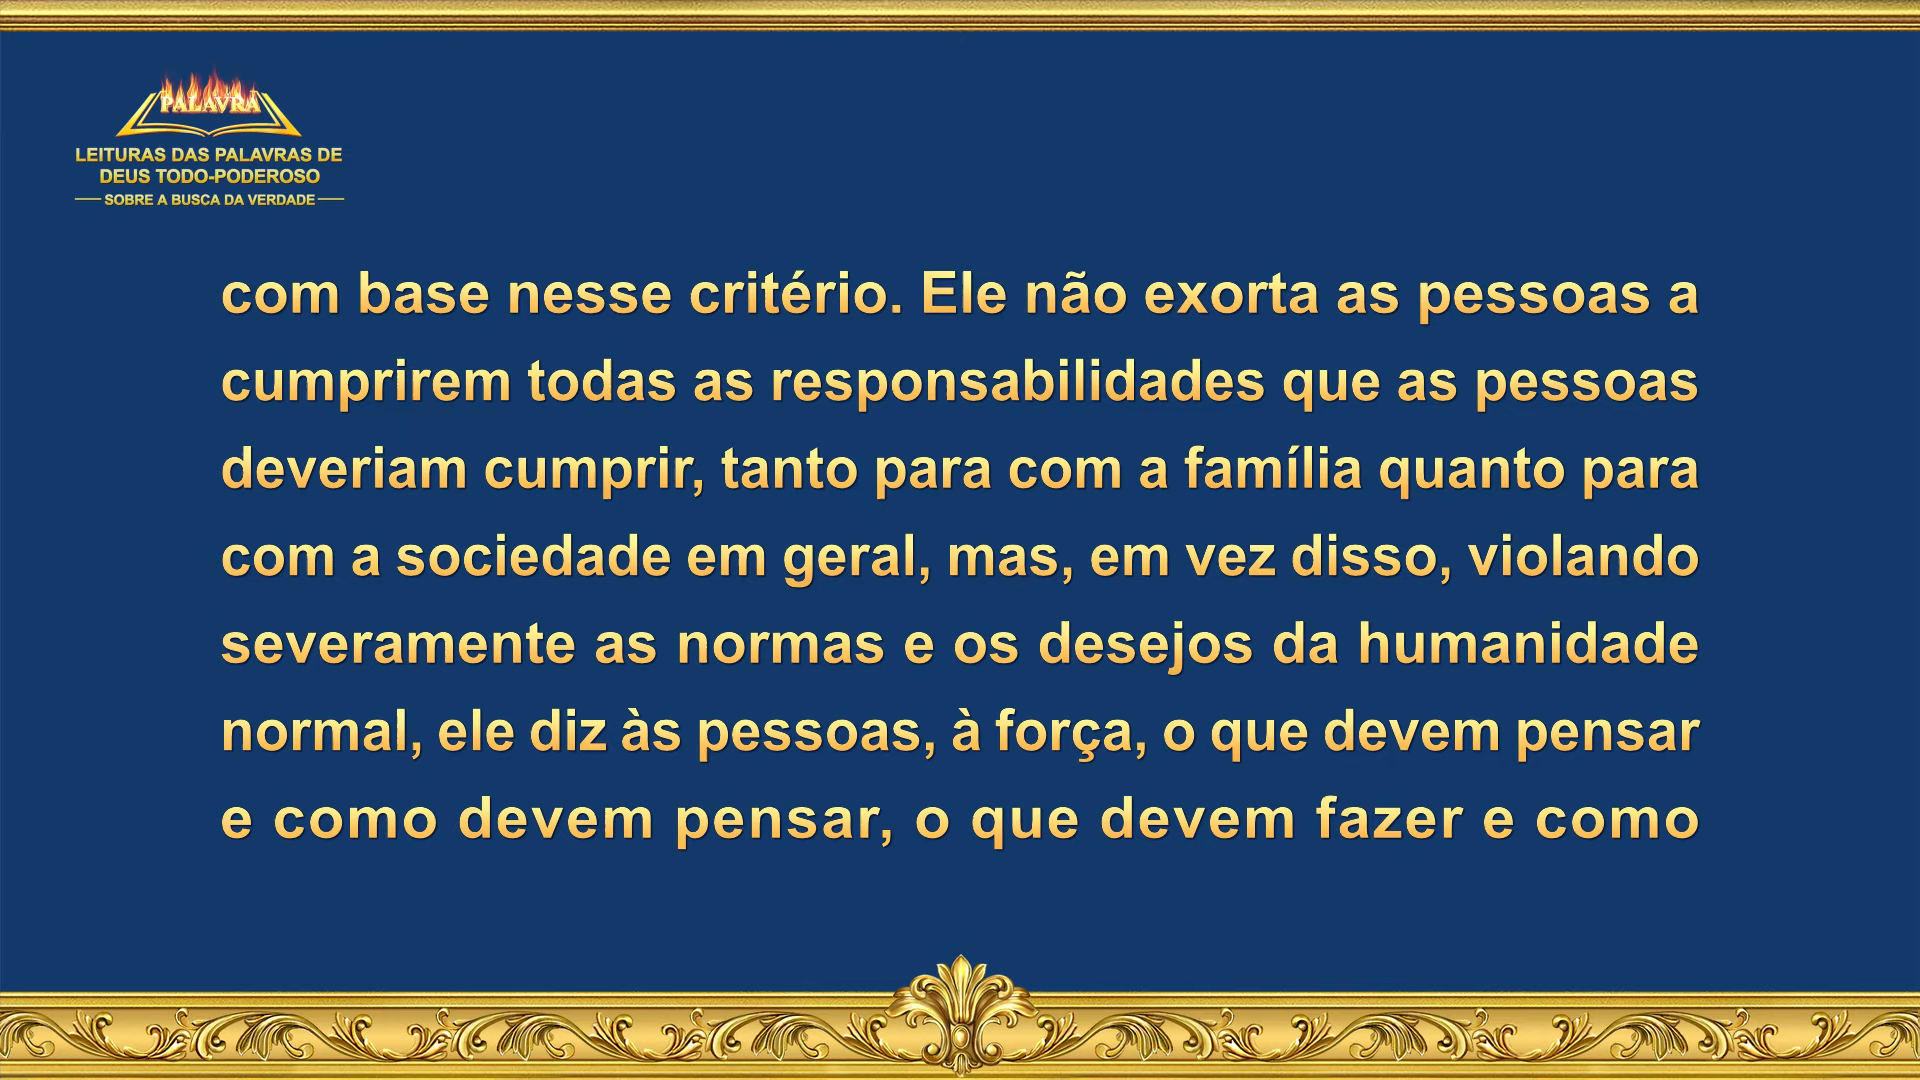 PALAVRA
LEITURAS DAS PALAVRAS DE
DEUS TODO-PODEROSO
SOBRE A BUSCA DA VERDADE
com base nesse critério. Ele não exorta as pessoas a
cumprirem todas as responsabilidades que as pessoas
deveriam cumprir, tanto para com a família quanto para
com a sociedade em geral, mas, em vez disso, violando
severamente as normas e os desejos da humanidade
normal, ele diz às pessoas, à força, o que devem pensar
e como devem pensar, o que devem fazer e como